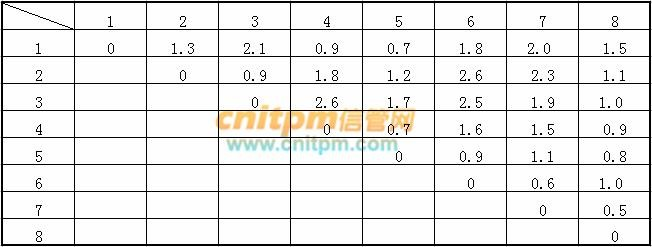 1 2 3 4 5 6 7 8
1 0 1.3 2.1 0.9 0.7 1.8 2.0 1.5
2 0 0.9 1.8 1.2 2.6 2.3 1.1
3 0 2.6 1.7 2.5 1.9 1.0
cnitpm信管网
4 0 0.7 1.6 1.5 0.9
www.cnitpm.com
5 0 0.9 1.1 0.8
6 0 0.6 1.0
7 0 0.5
8 0